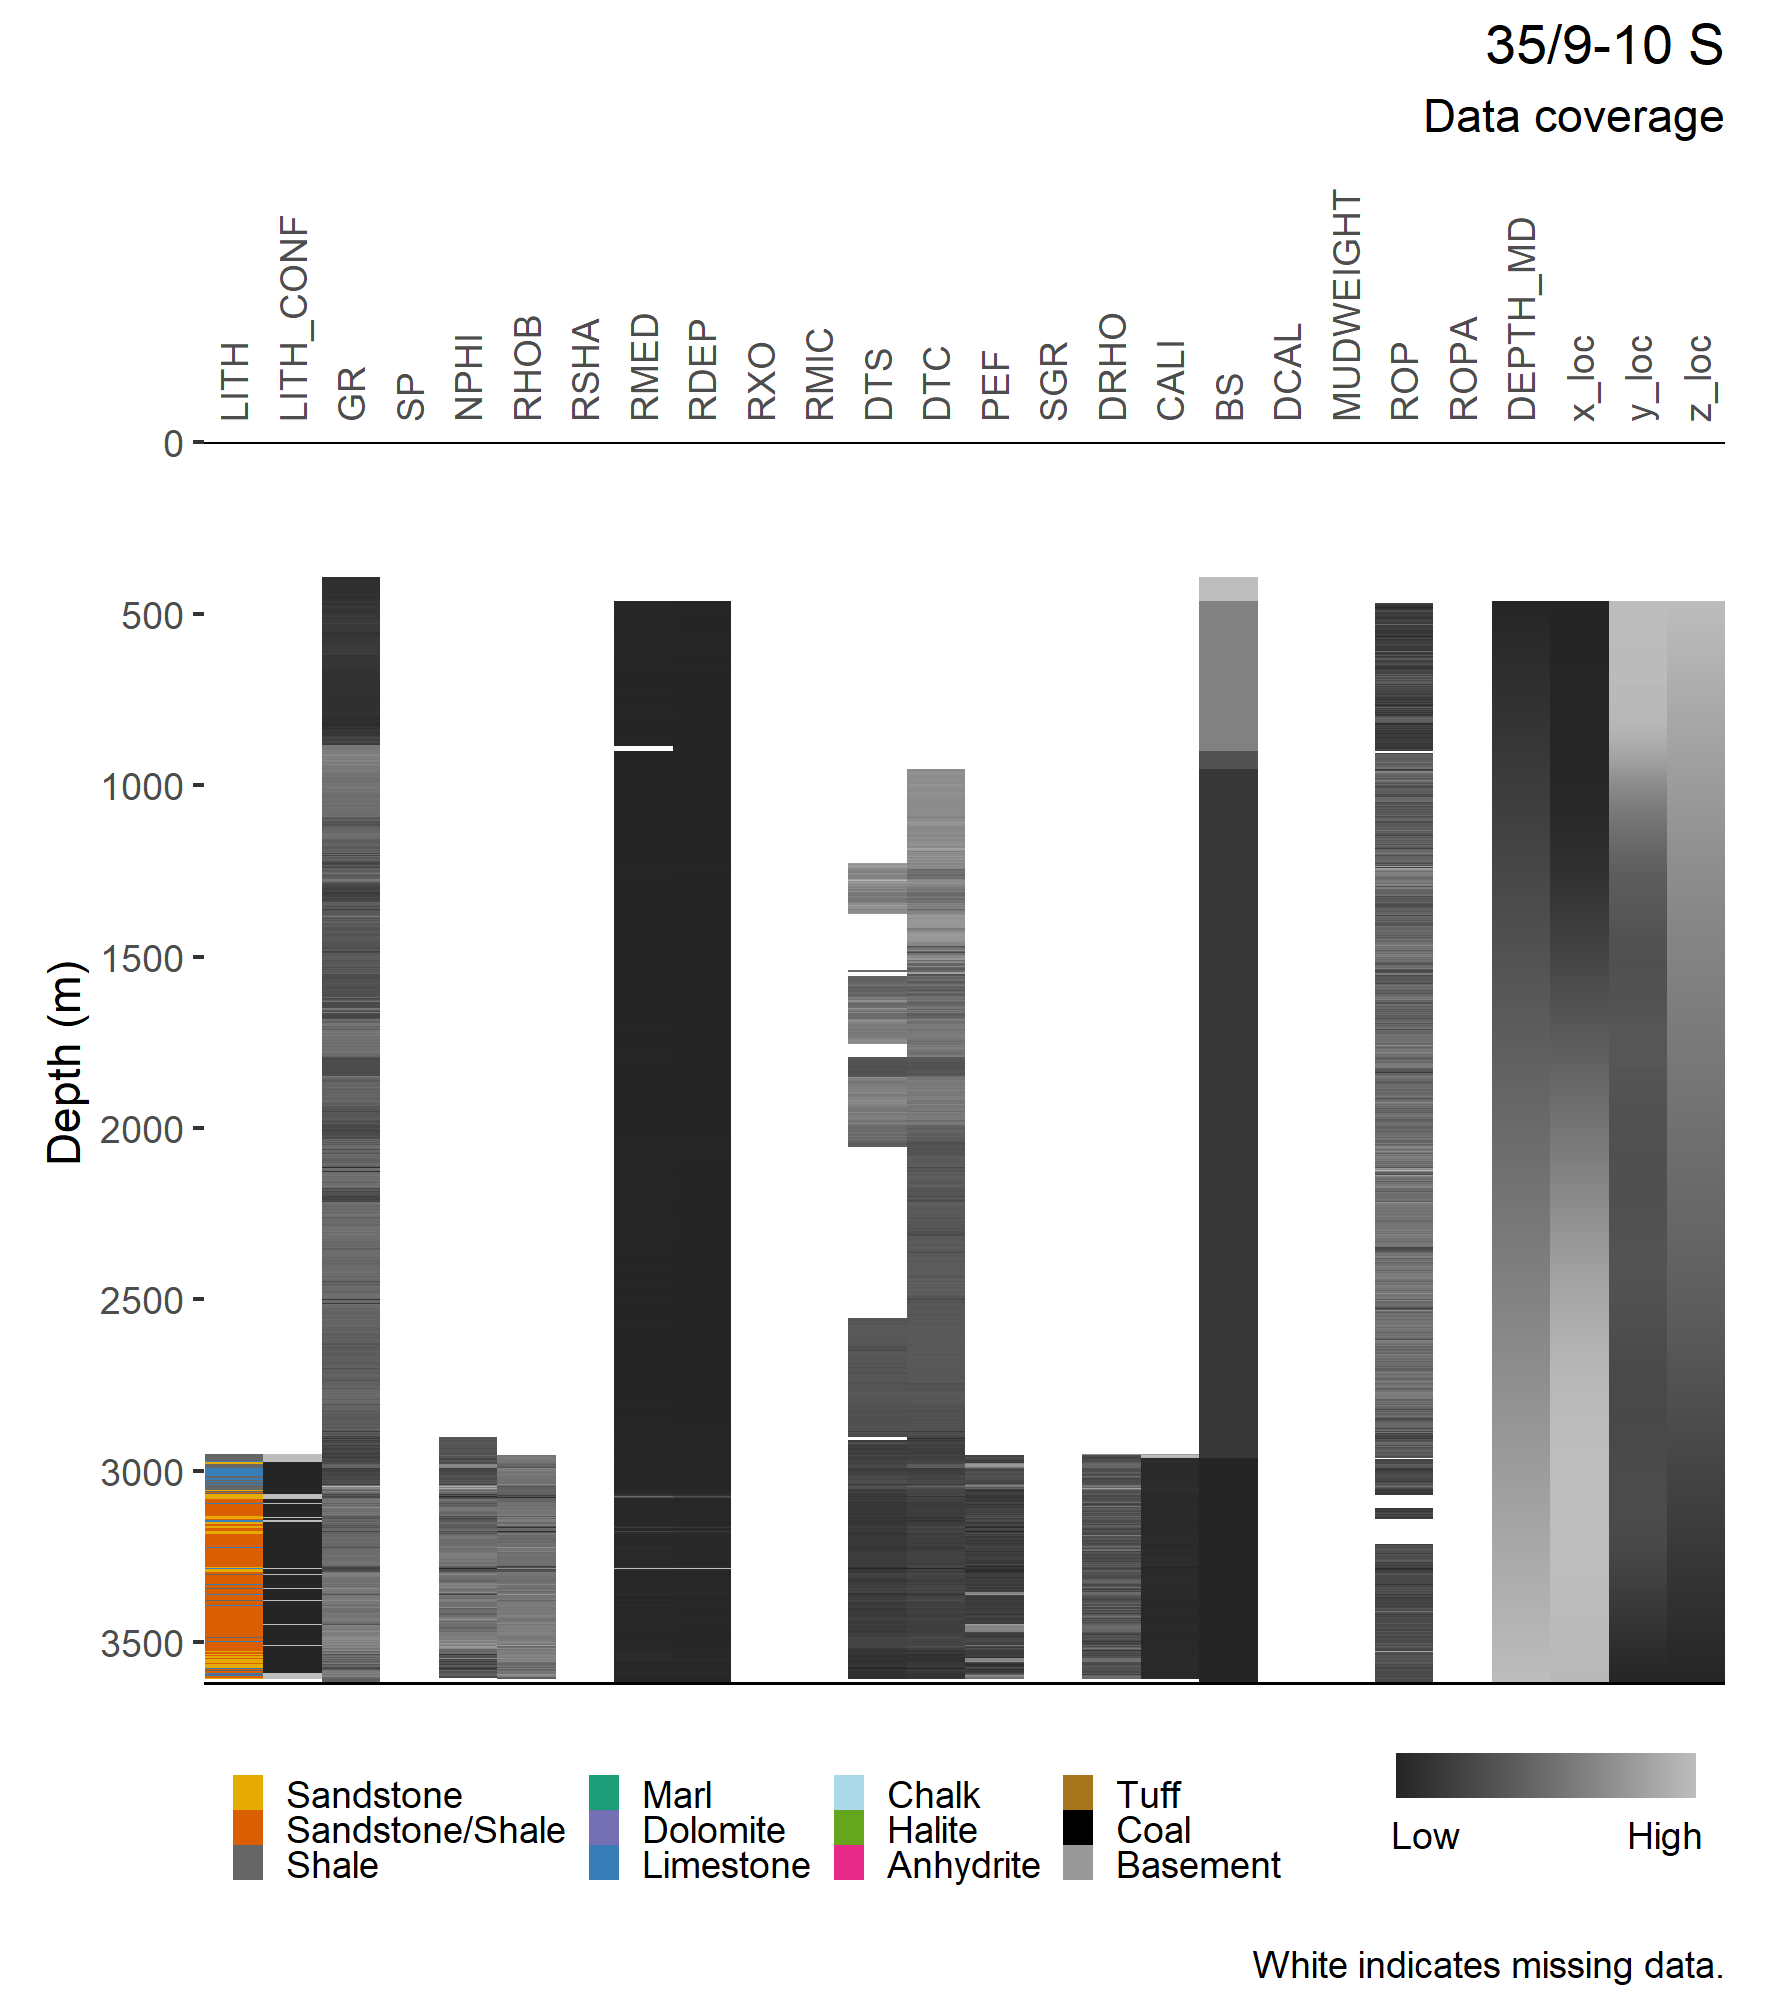 35/9-10 S
Data coverage
LITH
LITH_CONF
GR
SP
NPHI
RHOB
RSHA
RMED
RDEP
RXO
RMIC
DTS
DTC
PEF
SGR
DRHO
CALI
BS
DCAL
MUDWEIGHT
ROP
ROPA
DEPTH_MD
x_loc
y_loc
z_loc
Depth (m)
0
500
1000
1500
2000
2500
3000
3500
Sandstone
Sandstone/Shale
Shale
Marl
Dolomite
Limestone
Chalk
Halite
Anhydrite
Tuff
Coal
Basement
Low High
White indicates missing data.